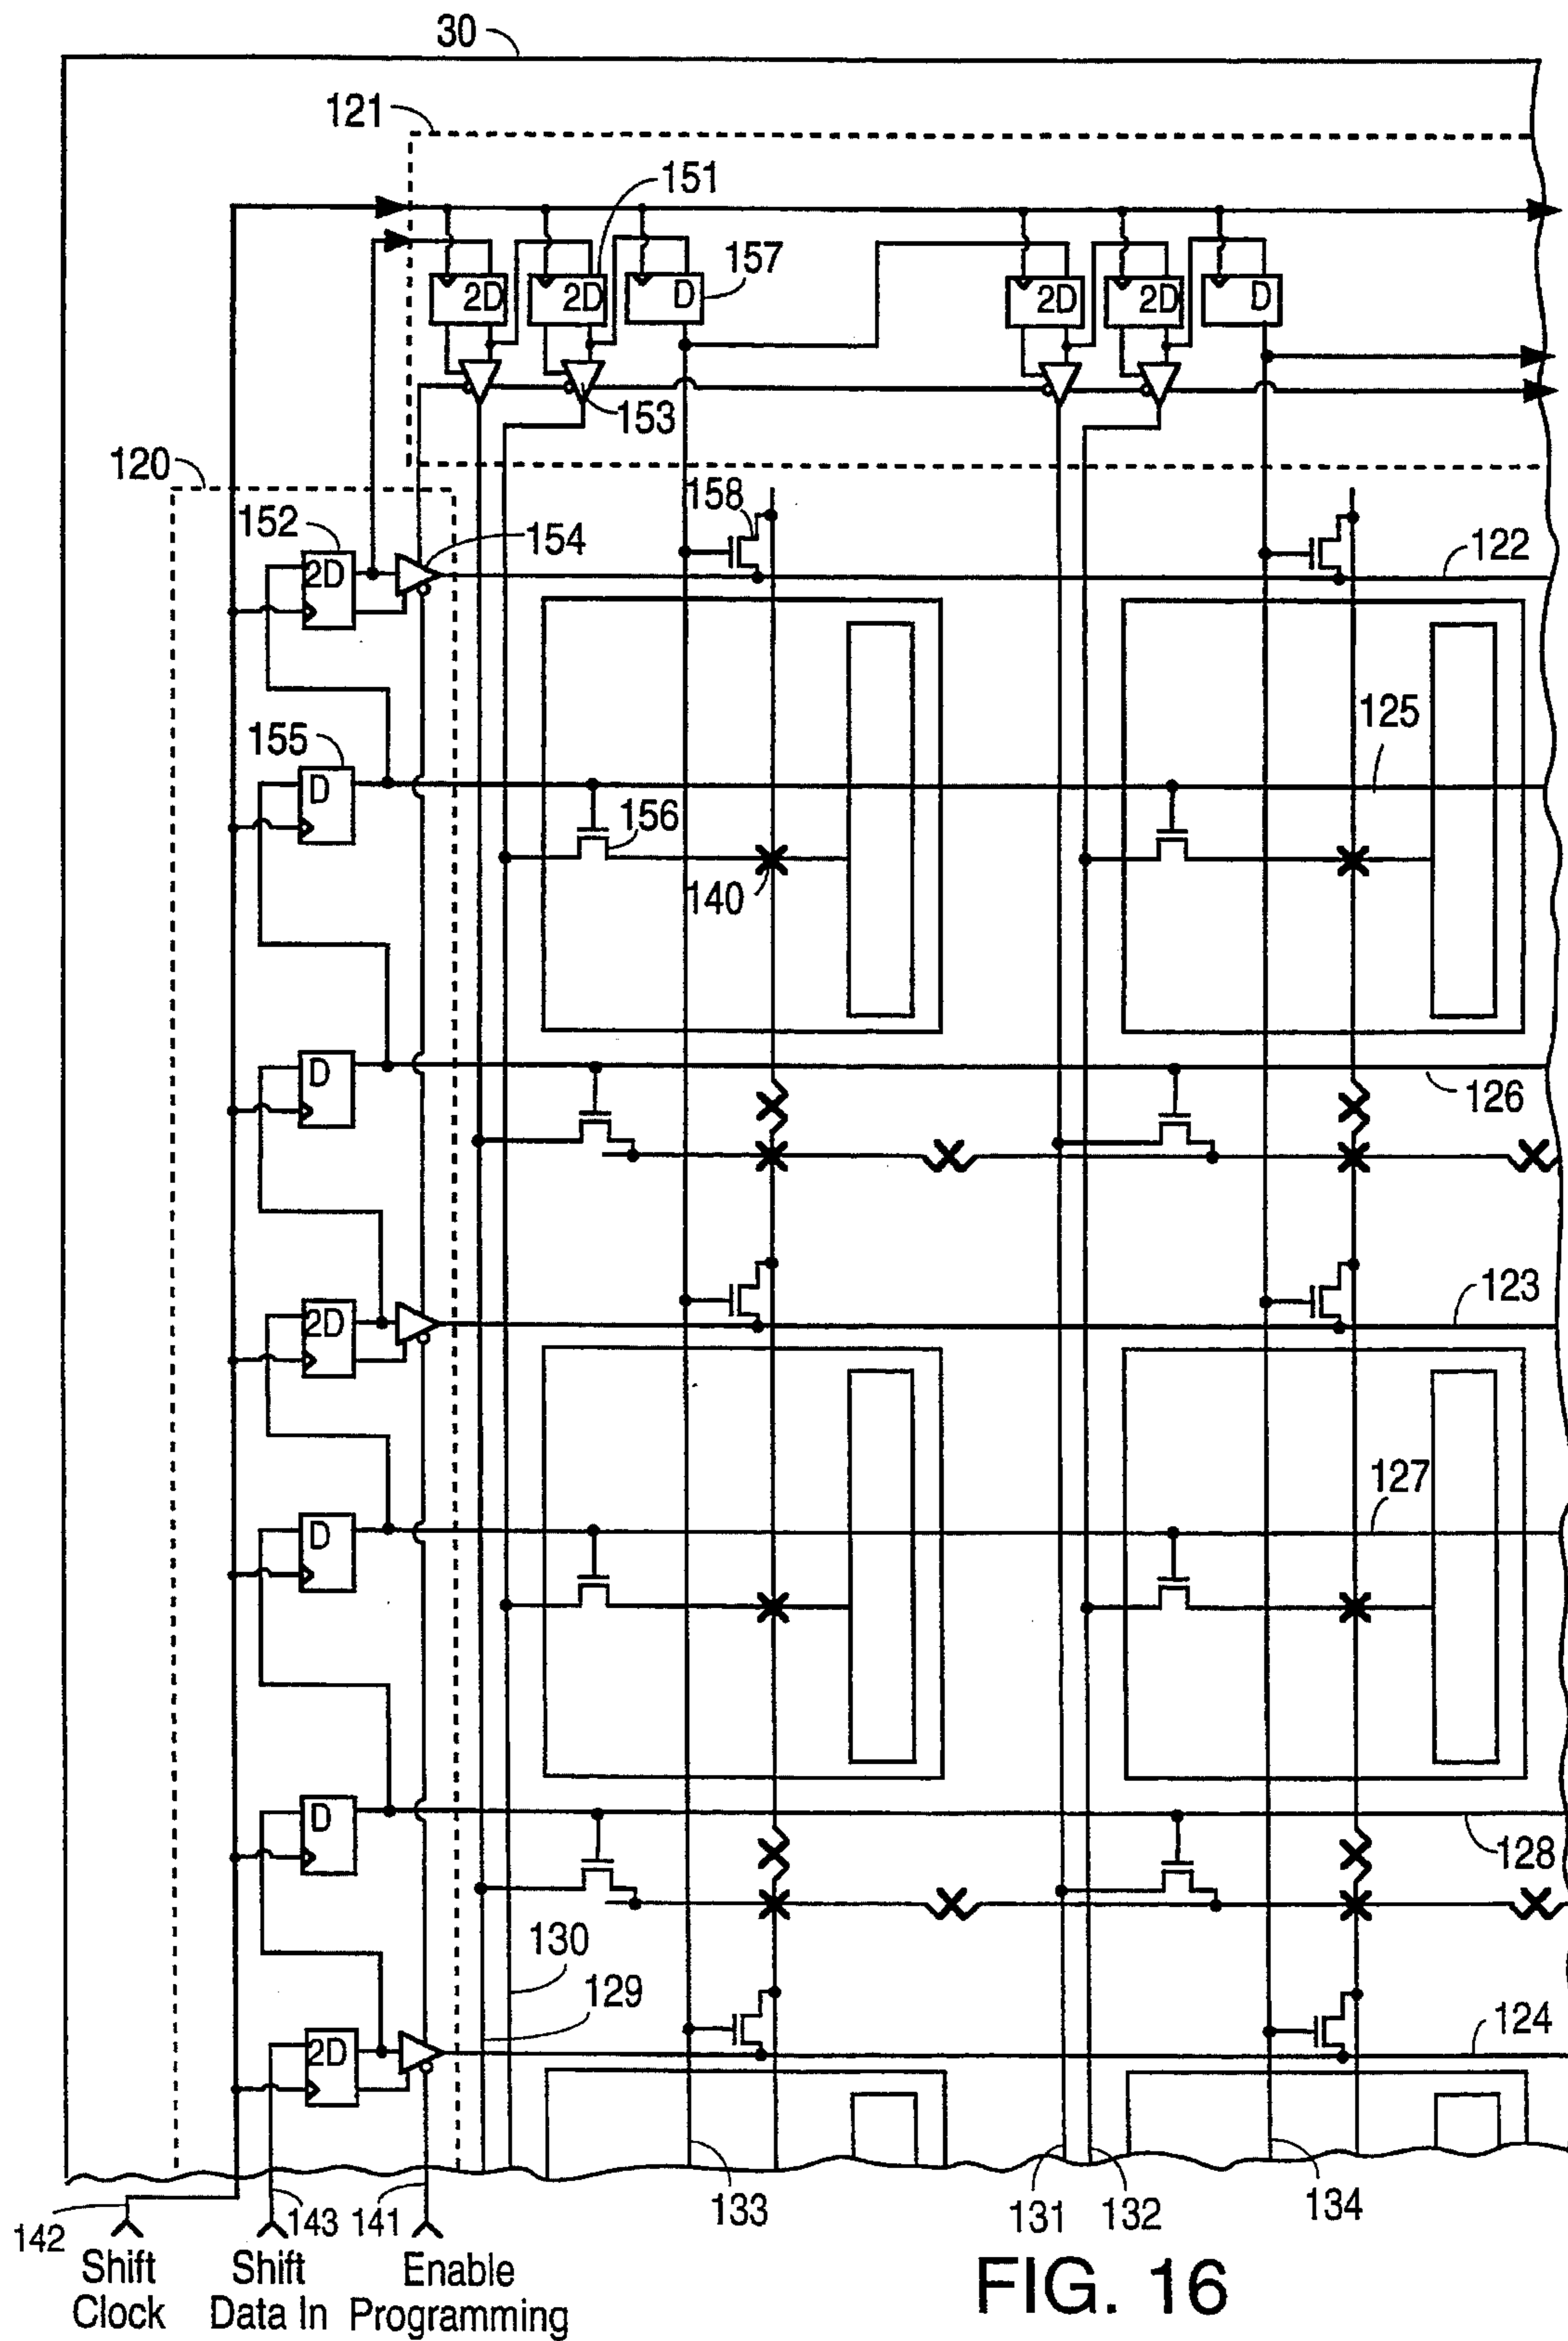 30
121
151
2D 2D D 157 2D 2D D
153
120
158
152 154
2D 122
155 125
D
156
140
D
126
2D 123
D 127
D
128
130
129
2D 124
133 131 132 134
142 143 141
Shift Shift Enable
Clock Data In Programming
FIG. 16